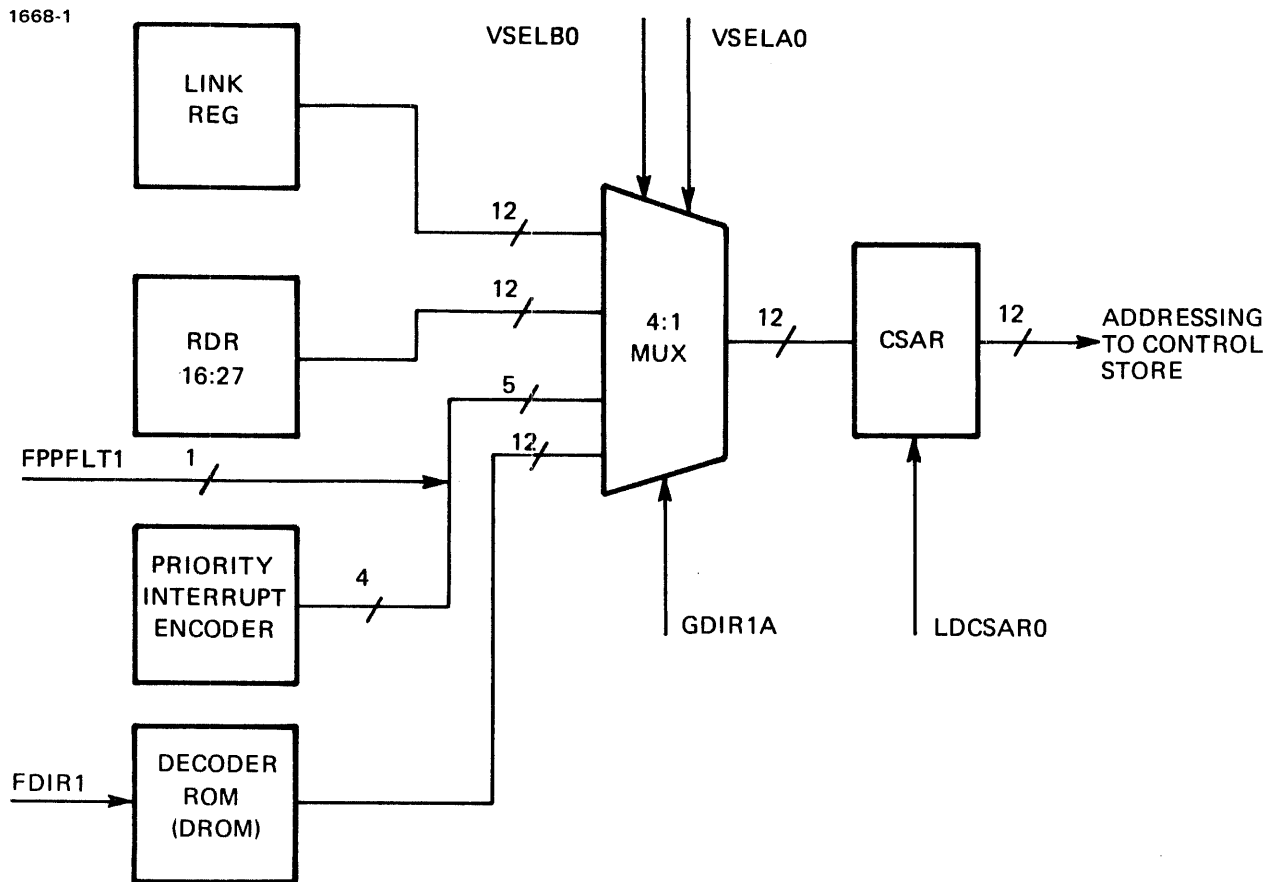 1668-1
VSELB0
VSELA0
LINK
REG
12
RDR
16:27
12
4:1
MUX
12
CSAR
12
ADDRESSING
TO CONTROL
STORE
5
12
FPPFLT1
1
PRIORITY
INTERRUPT
ENCODER
4
GDIR1A
LDCSAR0
FDIR1
DECODER
ROM
(DROM)